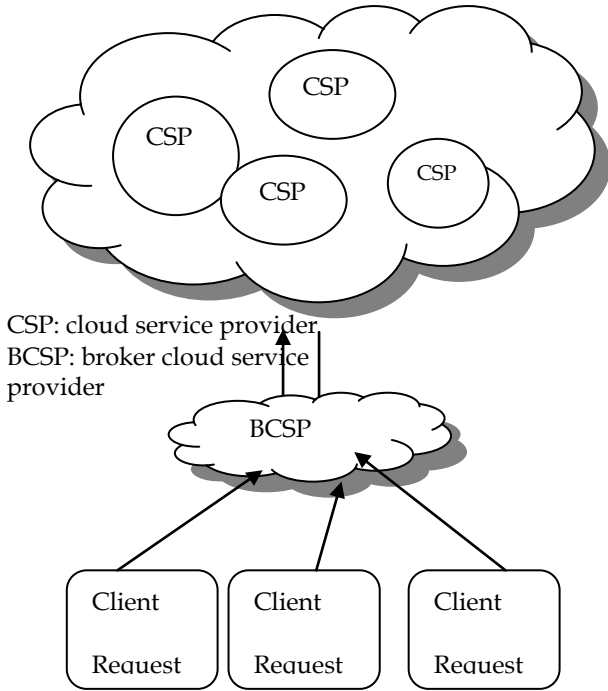 CSP
CSP
CSP
CSP
CSP: cloud service provider
BCSP: broker cloud service
provider
BCSP
Client
Request
Client
Request
Client
Request